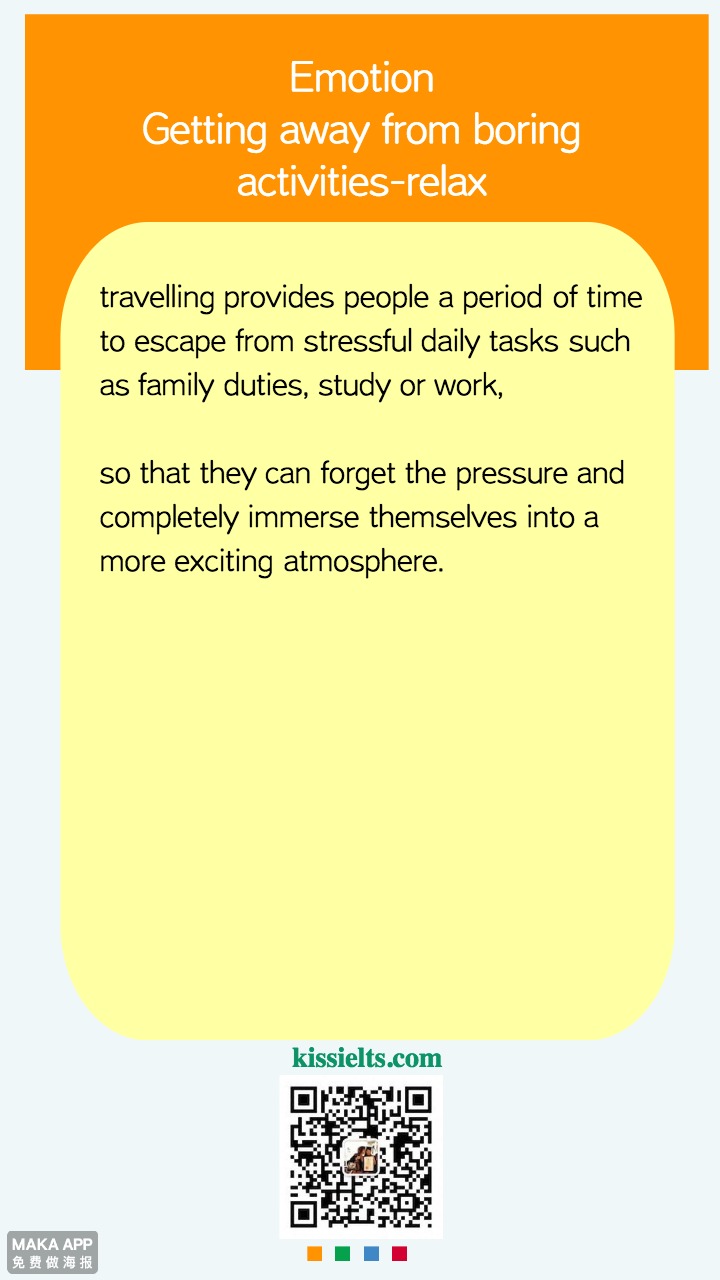 Emotion
Getting away from boring
activities-relax
travelling provides people a period of time
to escape from stressful daily tasks such
as family duties, study or work,
so that they can forget the pressure and
completely immerse themselves into a
more exciting atmosphere.
kissielts.com
MAKA APP
免费做海报